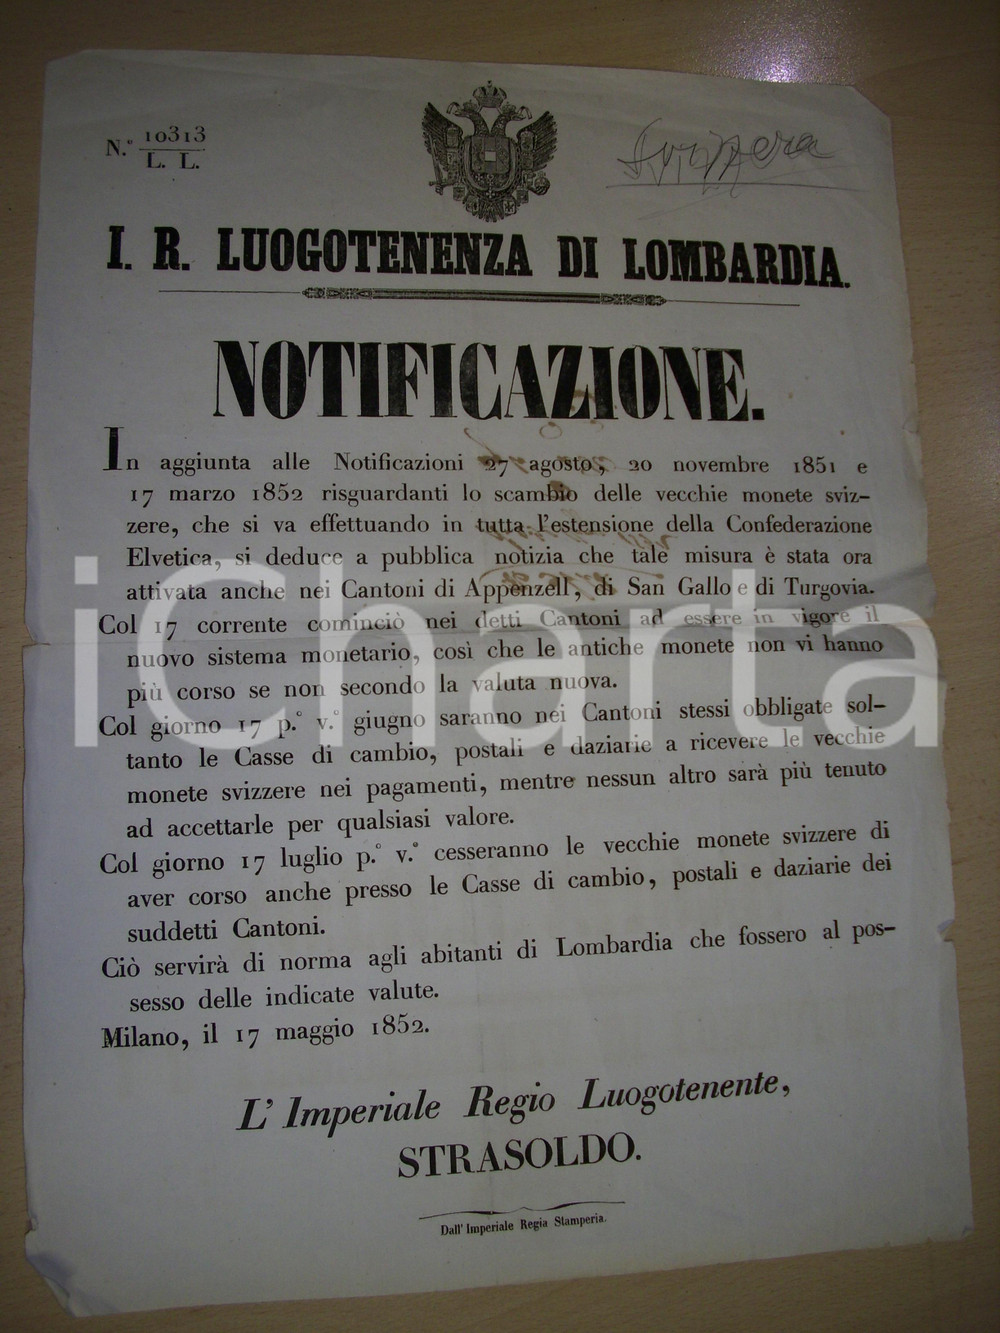 N.° 10313
L. L.
Svizzera
I. R. LUOGOTENENZA DI LOMBARDIA.
NOTIFICAZIONE.
In aggiunta alle Notificazioni 27 agosto, 20 novembre 1851 e
17 marzo 1852 risguardanti lo scambio delle vecchie monete sviz-
zere, che si va effettuando in tutta l'estensione della Confederazione
Elvetica, si deduce a pubblica notizia che tale misura è stata ora
attivata anche nei Cantoni di Appenzell, di San Gallo e di Turgovia.
Col 17 corrente cominciò nei detti Cantoni ad essere in vigore il
nuovo sistema monetario, così che le antiche monete non vi hanno
più corso se non secondo la valuta nuova.
Col giorno 17 p.° v.° giugno saranno nei Cantoni stessi obbligate sol-
tanto le Casse di cambio, postali e daziarie a ricevere le vecchie
monete svizzere nei pagamenti, mentre nessun altro sarà più tenuto
ad accettarle per qualsiasi valore.
Col giorno 17 luglio p.° v.° cesseranno le vecchie monete svizzere di
aver corso anche presso le Casse di cambio, postali e daziarie dei
suddetti Cantoni.
Ciò servirà di norma agli abitanti di Lombardia che fossero al pos-
sesso delle indicate valute.
Milano, il 17 maggio 1852.
L'Imperiale Regio Luogotenente,
STRASOLDO.
Dall'Imperiale Regia Stamperia.
iCharta